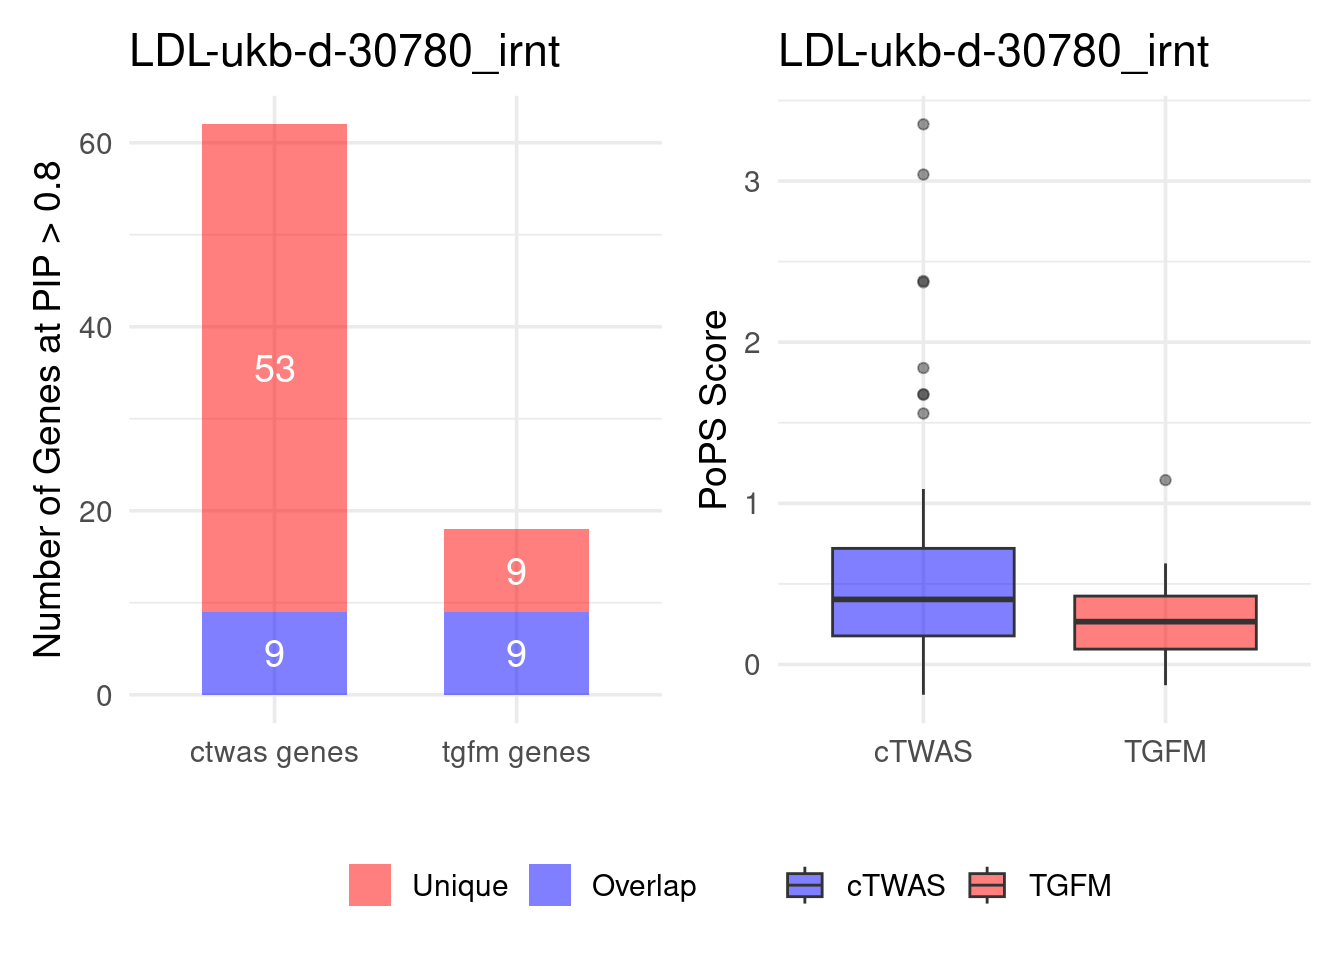 LDL-ukb-d-30780_irnt
Number of Genes at PIP > 0.8
60
40
20
0
53
9
9
9
ctwas genes
tgfm genes
LDL-ukb-d-30780_irnt
PoPS Score
3
2
1
0
cTWAS
TGFM
Unique
Overlap
cTWAS
TGFM